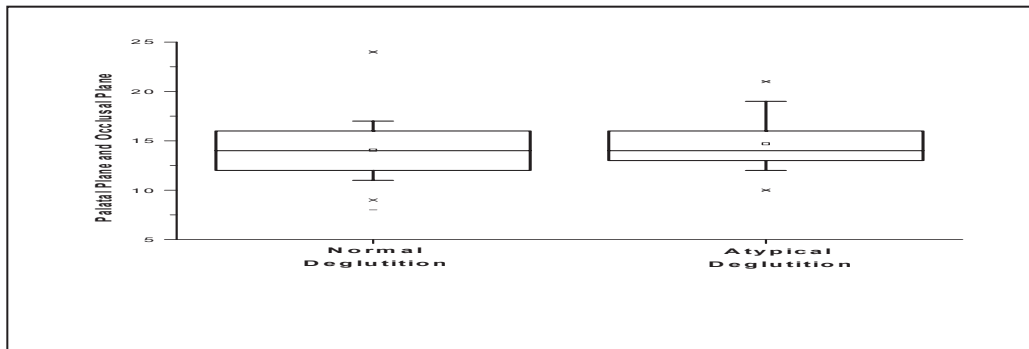 Palatal Plane and Occlusal Plane
25
20
15
10
5
Normal
Deglutition
Atypical
Deglutition